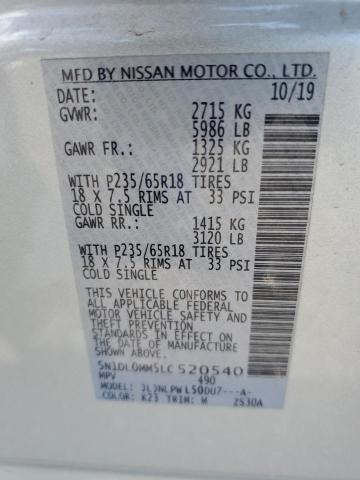 MFD BY NISSAN MOTOR CO., LTD.
DATE: 10/19
GVWR: 2715 KG
5986 LB
GAWR FR.: 1325 KG
2921 LB
WITH P235/65R18 TIRES
18 X 7.5 RIMS AT 33 PSI
COLD SINGLE
GAWR RR.: 1415 KG
3120 LB
WITH P235/65R18 TIRES
18 X 7.5 RIMS AT 33 PSI
COLD SINGLE
THIS VEHICLE CONFORMS TO
ALL APPLICABLE FEDERAL
MOTOR VEHICLE SAFETY AND
THEFT PREVENTION
STANDARDS IN EFFECT ON
THE DATE OF MANUFACTURE
SHOWN ABOVE.
5N1DL0MM5LC520540
MPV 490
COLOR: K23 TRIM: W 2530A